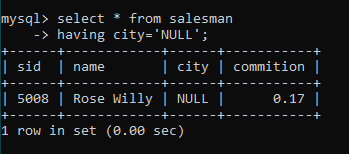 mysql> select * from salesman
    -> having city='NULL';
+------+------------+------+-----------+
| sid  | name       | city | commition |
+------+------------+------+-----------+
| 5008 | Rose Willy | NULL |      0.17 |
+------+------------+------+-----------+
1 row in set (0.00 sec)